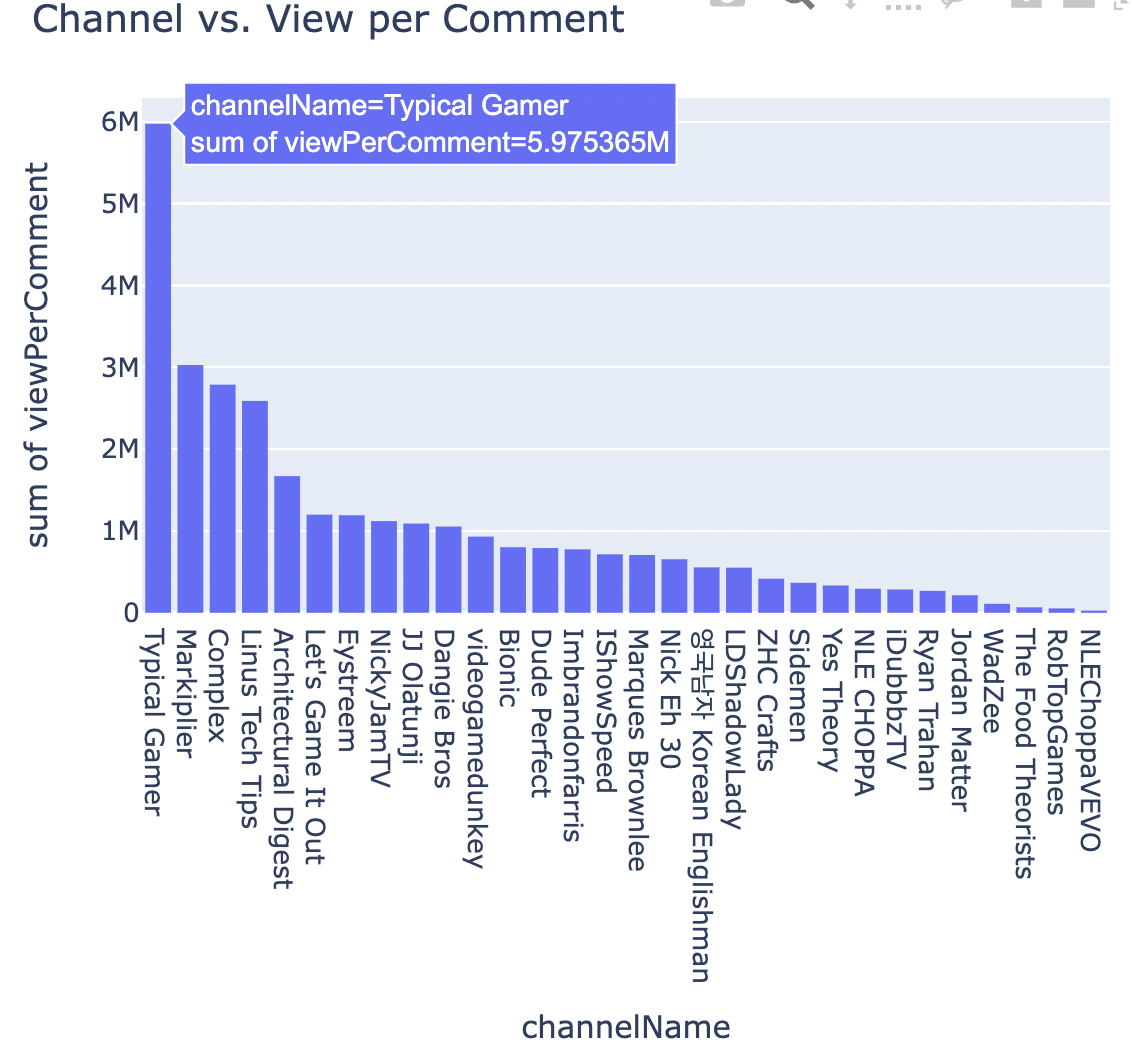 Channel vs. View per Comment
channelName=Typical Gamer
sum of viewPerComment=5.975365M
sum of viewPerComment
6M
5M
4M
3M
2M
1M
0
Typical Gamer
Markiplier
Complex
Linus Tech Tips
Architectural Digest
Let's Game It Out
Eystreem
NickyJamTV
JJ Olatunji
Dangie Bros
videogamedunkey
Bionic
Dude Perfect
Imbrandonfarris
IShowSpeed
Marques Brownlee
Nick Eh 30
영국남자 Korean Englishman
LDShadowLady
ZHC Crafts
Sidemen
Yes Theory
NLE CHOPPA
iDubbbzTV
Ryan Trahan
Jordan Matter
WadZee
The Food Theorists
RobTopGames
NLEChoppaVEVO
channelName